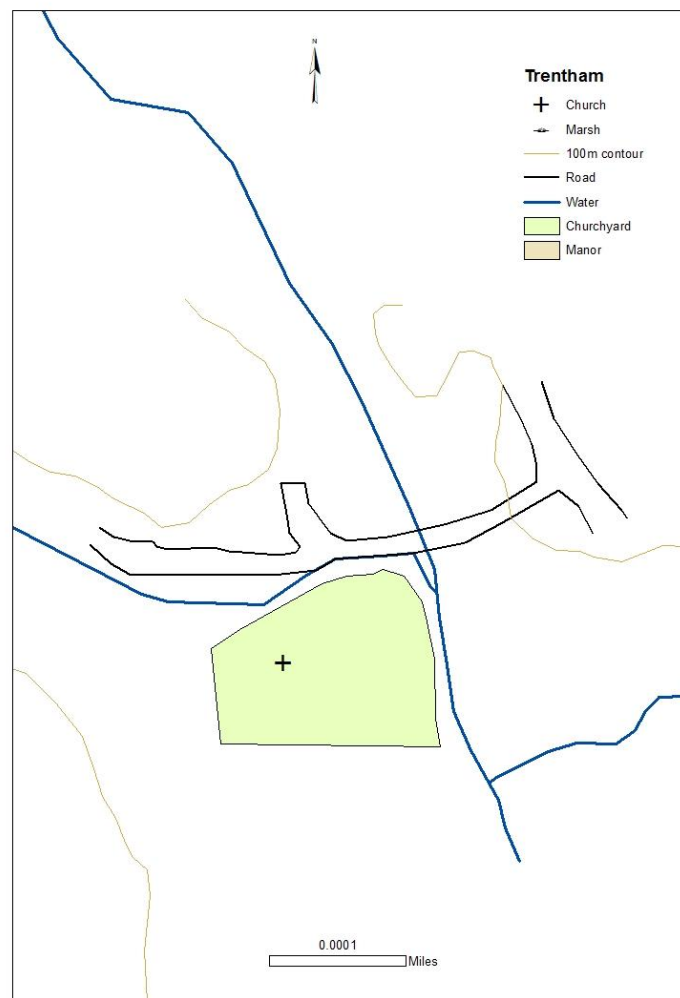 N
Trentham
Church
Marsh
100m contour
Road
Water
Churchyard
Manor
0.0001
Miles